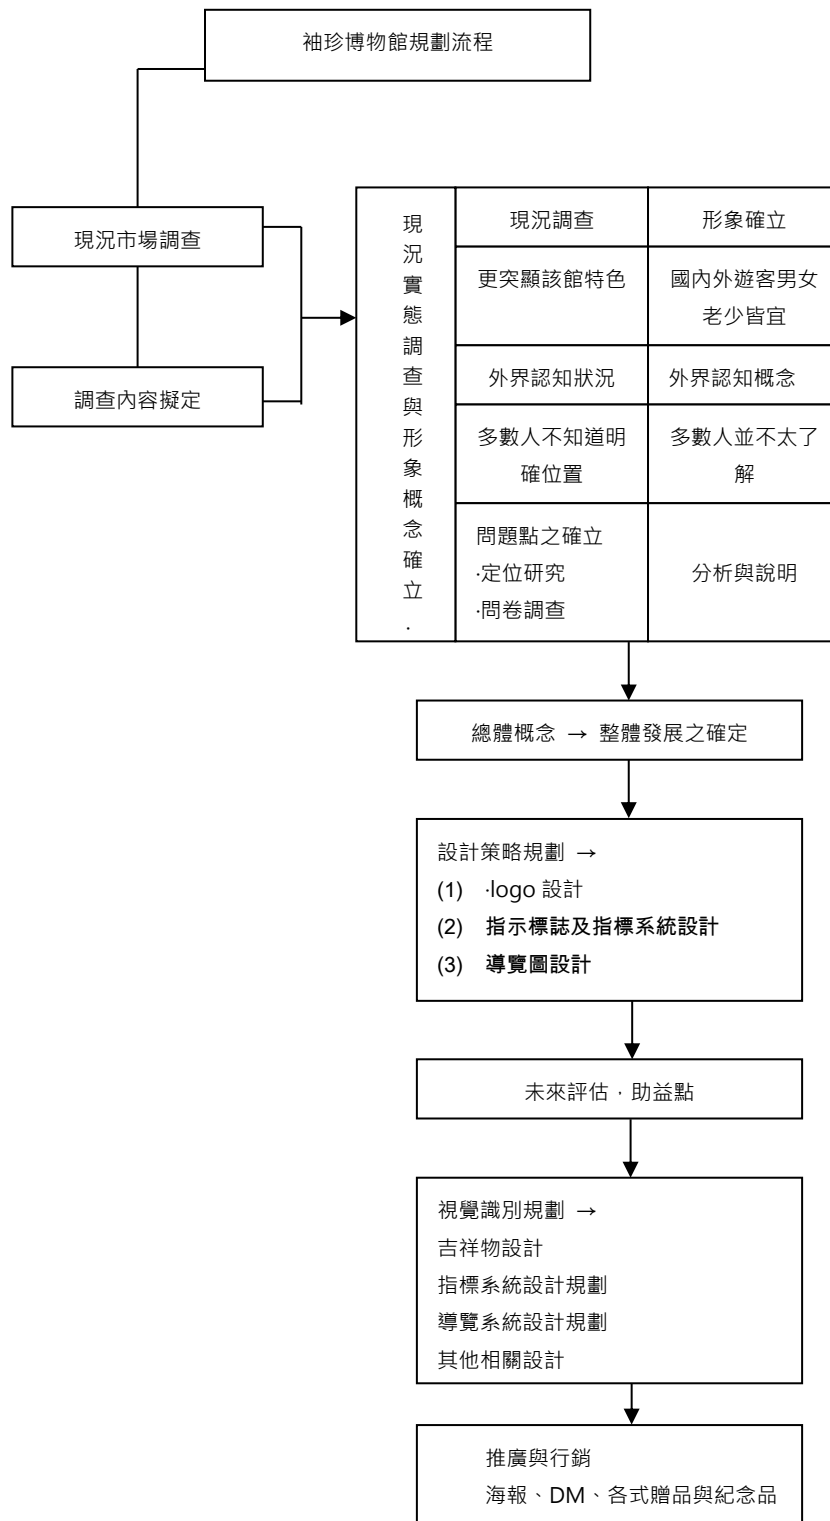 袖珍博物館規劃流程
現況市場調查
調查內容擬定
現況實態調查與形象概念確立．
現況調查
形象確立
更突顯該館特色
國內外遊客男女
老少皆宜
外界認知狀況
外界認知概念
多數人不知道明
確位置
多數人並不太了
解
問題點之確立
‧定位研究
‧問卷調查
分析與說明
總體概念 → 整體發展之確定
設計策略規劃 →
(1) ‧logo 設計
(2) 指示標誌及指標系統設計
(3) 導覽圖設計
未來評估．助益點
視覺識別規劃 →
吉祥物設計
指標系統設計規劃
導覽系統設計規劃
其他相關設計
推廣與行銷
海報、DM、各式贈品與紀念品